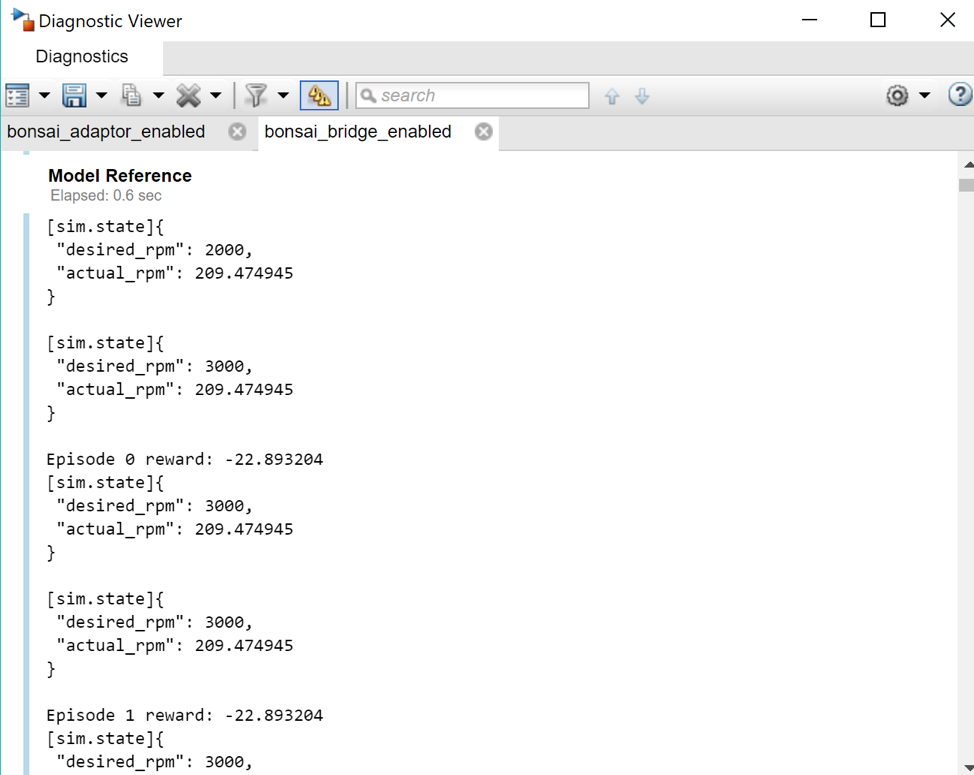 Diagnostic Viewer
Diagnostics
search
bonsai_adaptor_enabled
bonsai_bridge_enabled
Model Reference
Elapsed: 0.6 sec
[sim.state]{
"desired_rpm": 2000,
"actual_rpm": 209.474945
}
[sim.state]{
"desired_rpm": 3000,
"actual_rpm": 209.474945
}
Episode 0 reward: -22.893204
[sim.state]{
"desired_rpm": 3000,
"actual_rpm": 209.474945
}
[sim.state]{
"desired_rpm": 3000,
"actual_rpm": 209.474945
}
Episode 1 reward: -22.893204
[sim.state]{
"desired_rpm": 3000,